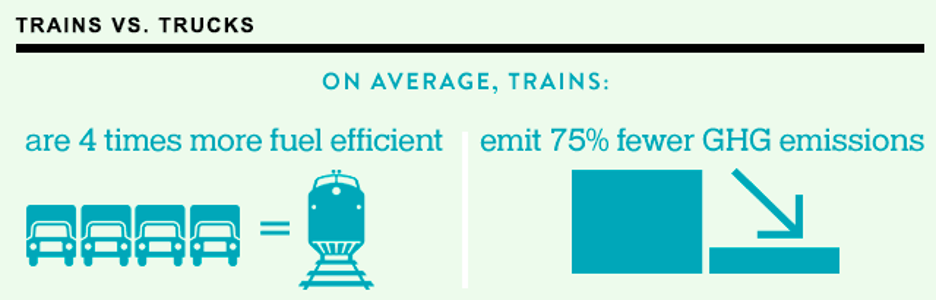 TRAINS VS. TRUCKS
ON AVERAGE, TRAINS:
are 4 times more fuel efficient
emit 75% fewer GHG emissions